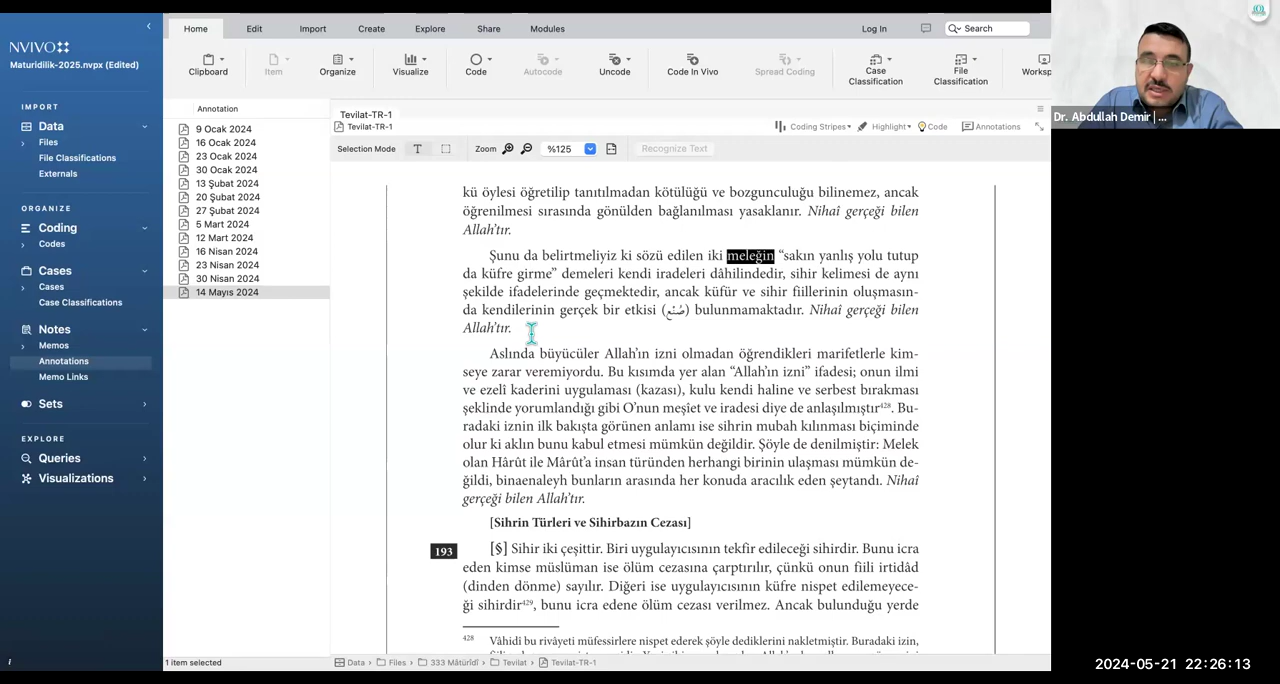 NVIVO
Maturidilik-2025.nvpx (Edited)
IMPORT
Data
Files
File Classifications
Externals
ORGANIZE
Coding
Codes
Cases
Cases
Case Classifications
Notes
Memos
Annotations
Memo Links
Sets
EXPLORE
Queries
Visualizations
Home Edit Import Create Explore Share Modules Log In Search
Clipboard Item Organize Visualize Code Autocode Uncode Code In Vivo Spread Coding Case Classification File Classification Worksp
Annotation
9 Ocak 2024
16 Ocak 2024
23 Ocak 2024
30 Ocak 2024
13 Şubat 2024
20 Şubat 2024
27 Şubat 2024
5 Mart 2024
12 Mart 2024
16 Nisan 2024
23 Nisan 2024
30 Nisan 2024
14 Mayıs 2024
1 item selected
Tevilat-TR-1
Tevilat-TR-1 Coding Stripes Highlight Code Annotations
Selection Mode T Zoom %125 Recognize Text
kü öylesi öğretilip tanıtılmadan kötülüğü ve bozgunculuğu bilinemez, ancak
öğrenilmesi sırasında gönülden bağlanılması yasaklanır. Nihaî gerçeği bilen
Allah’tır.
Şunu da belirtmeliyiz ki sözü edilen iki meleğin “sakın yanlış yolu tutup
da küfre girme” demeleri kendi iradeleri dâhilindedir, sihir kelimesi de aynı
şekilde ifadelerinde geçmektedir, ancak küfür ve sihir fiillerinin oluşmasın-
da kendilerinin gerçek bir etkisi (صُنْع) bulunmamaktadır. Nihaî gerçeği bilen
Allah’tır.
Aslında büyücüler Allah’ın izni olmadan öğrendikleri marifetlerle kim-
seye zarar veremiyordu. Bu kısımda yer alan “Allah’ın izni” ifadesi; onun ilmi
ve ezelî kaderini uygulaması (kazası), kulu kendi haline ve serbest bırakması
şeklinde yorumlandığı gibi O’nun meşîet ve iradesi diye de anlaşılmıştır428. Bu-
radaki iznin ilk bakışta görünen anlamı ise sihrin mubah kılınması biçiminde
olur ki aklın bunu kabul etmesi mümkün değildir. Şöyle de denilmiştir: Melek
olan Hârût ile Mârût’a insan türünden herhangi birinin ulaşması mümkün de-
ğildi, binaenaleyh bunların arasında her konuda aracılık eden şeytandı. Nihaî
gerçeği bilen Allah’tır.
[Sihrin Türleri ve Sihirbazın Cezası]
193 [§] Sihir iki çeşittir. Biri uygulayıcısının tekfir edileceği sihirdir. Bunu icra
eden kimse müslüman ise ölüm cezasına çarptırılır, çünkü onun fiili irtidâd
(dinden dönme) sayılır. Diğeri ise uygulayıcısının küfre nispet edilemeyece-
ği sihirdir429, bunu icra edene ölüm cezası verilmez. Ancak bulunduğu yerde
428 Vâhidî bu rivâyeti müfessirlere nispet ederek şöyle dediklerini nakletmiştir. Buradaki izin,
Data Files 333 Mâtürîdî Tevilat Tevilat-TR-1
Dr. Abdullah Demir | ...
2024-05-21 22:26:13